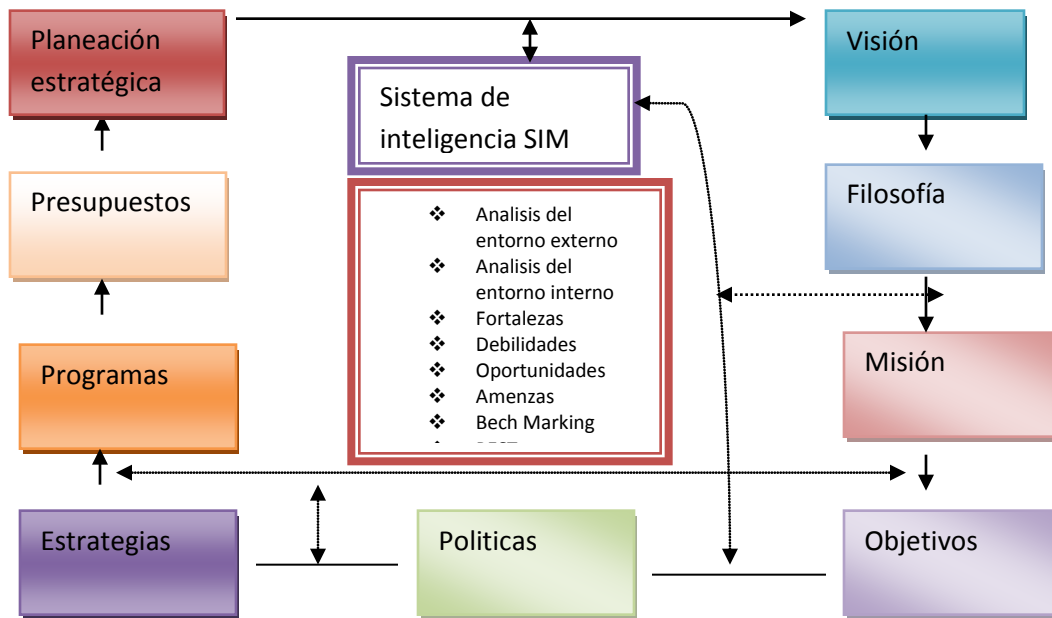 Planeación
estratégica
Visión
Sistema de
inteligencia SIM
Presupuestos
Filosofía
❖ Analisis del
entorno externo
❖ Analisis del
entorno interno
❖ Fortalezas
❖ Debilidades
❖ Oportunidades
❖ Amenzas
❖ Bech Marking
Programas
Misión
Estrategias
Politicas
Objetivos